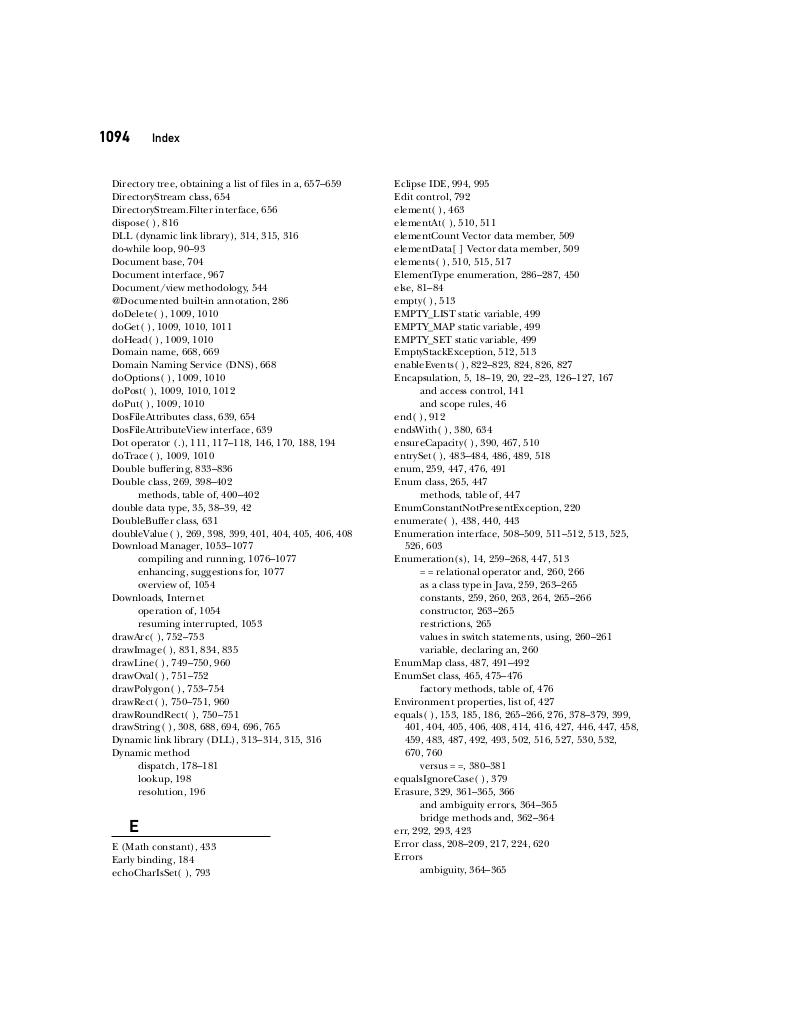 1094 Index
Directory tree, obtaining a list of files in a, 657–659
DirectoryStream class, 654
DirectoryStream.Filter interface, 656
dispose( ), 816
DLL (dynamic link library), 314, 315, 316
do-while loop, 90–93
Document base, 704
Document interface, 967
Document/view methodology, 544
@Documented built-in annotation, 286
doDelete( ), 1009, 1010
doGet( ), 1009, 1010, 1011
doHead( ), 1009, 1010
Domain name, 668, 669
Domain Naming Service (DNS), 668
doOptions( ), 1009, 1010
doPost( ), 1009, 1010, 1012
doPut( ), 1009, 1010
DosFileAttributes class, 639, 654
DosFileAttributeView interface, 639
Dot operator (.), 111, 117–118, 146, 170, 188, 194
doTrace( ), 1009, 1010
Double buffering, 833–836
Double class, 269, 398–402
methods, table of, 400–402
double data type, 35, 38–39, 42
DoubleBuffer class, 631
doubleValue( ), 269, 398, 399, 401, 404, 405, 406, 408
Download Manager, 1053–1077
compiling and running, 1076–1077
enhancing, suggestions for, 1077
overview of, 1054
Downloads, Internet
operation of, 1054
resuming interrupted, 1053
drawArc( ), 752–753
drawImage( ), 831, 834, 835
drawLine( ), 749–750, 960
drawOval( ), 751–752
drawPolygon( ), 753–754
drawRect( ), 750–751, 960
drawRoundRect( ), 750–751
drawString( ), 308, 688, 694, 696, 765
Dynamic link library (DLL), 313–314, 315, 316
Dynamic method
dispatch, 178–181
lookup, 198
resolution, 196
E
E (Math constant), 433
Early binding, 184
echoCharIsSet( ), 793
Eclipse IDE, 994, 995
Edit control, 792
element( ), 463
elementAt( ), 510, 511
elementCount Vector data member, 509
elementData[ ] Vector data member, 509
elements( ), 510, 515, 517
ElementType enumeration, 286–287, 450
else, 81–84
empty( ), 513
EMPTY_LIST static variable, 499
EMPTY_MAP static variable, 499
EMPTY_SET static variable, 499
EmptyStackException, 512, 513
enableEvents( ), 822–823, 824, 826, 827
Encapsulation, 5, 18–19, 20, 22–23, 126–127, 167
and access control, 141
and scope rules, 46
end( ), 912
endsWith( ), 380, 634
ensureCapacity( ), 390, 467, 510
entrySet( ), 483–484, 486, 489, 518
enum, 259, 447, 476, 491
Enum class, 265, 447
methods, table of, 447
EnumConstantNotPresentException, 220
enumerate( ), 438, 440, 443
Enumeration interface, 508–509, 511–512, 513, 525,
526, 603
Enumeration(s), 14, 259–268, 447, 513
= = relational operator and, 260, 266
as a class type in Java, 259, 263–265
constants, 259, 260, 263, 264, 265–266
constructor, 263–265
restrictions, 265
values in switch statements, using, 260–261
variable, declaring an, 260
EnumMap class, 487, 491–492
EnumSet class, 465, 475–476
factory methods, table of, 476
Environment properties, list of, 427
equals( ), 153, 185, 186, 265–266, 276, 378–379, 399,
401, 404, 405, 406, 408, 414, 416, 427, 446, 447, 458,
459, 483, 487, 492, 493, 502, 516, 527, 530, 532,
670, 760
versus = =, 380–381
equalsIgnoreCase( ), 379
Erasure, 329, 361–365, 366
and ambiguity errors, 364–365
bridge methods and, 362–364
err, 292, 293, 423
Error class, 208–209, 217, 224, 620
Errors
ambiguity, 364–365